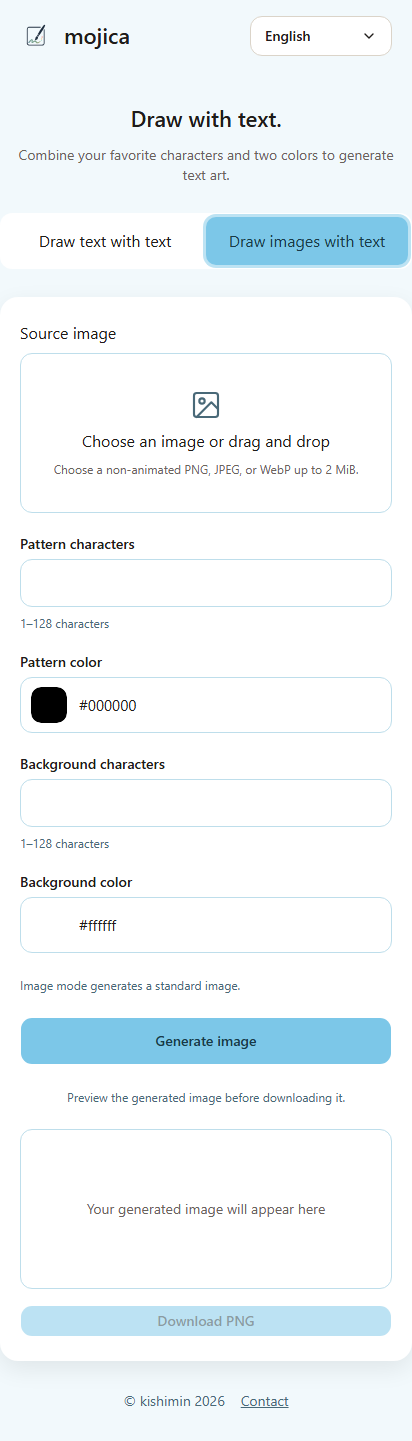 mojica
English
Draw with text.
Combine your favorite characters and two colors to generate
text art.
Draw text with text
Draw images with text
Source image
Choose an image or drag and drop
Choose a non-animated PNG, JPEG, or WebP up to 2 MiB.
Pattern characters
1–128 characters
Pattern color
#000000
Background characters
1–128 characters
Background color
#ffffff
Image mode generates a standard image.
Generate image
Preview the generated image before downloading it.
Your generated image will appear here
Download PNG
© kishimin 2026 Contact